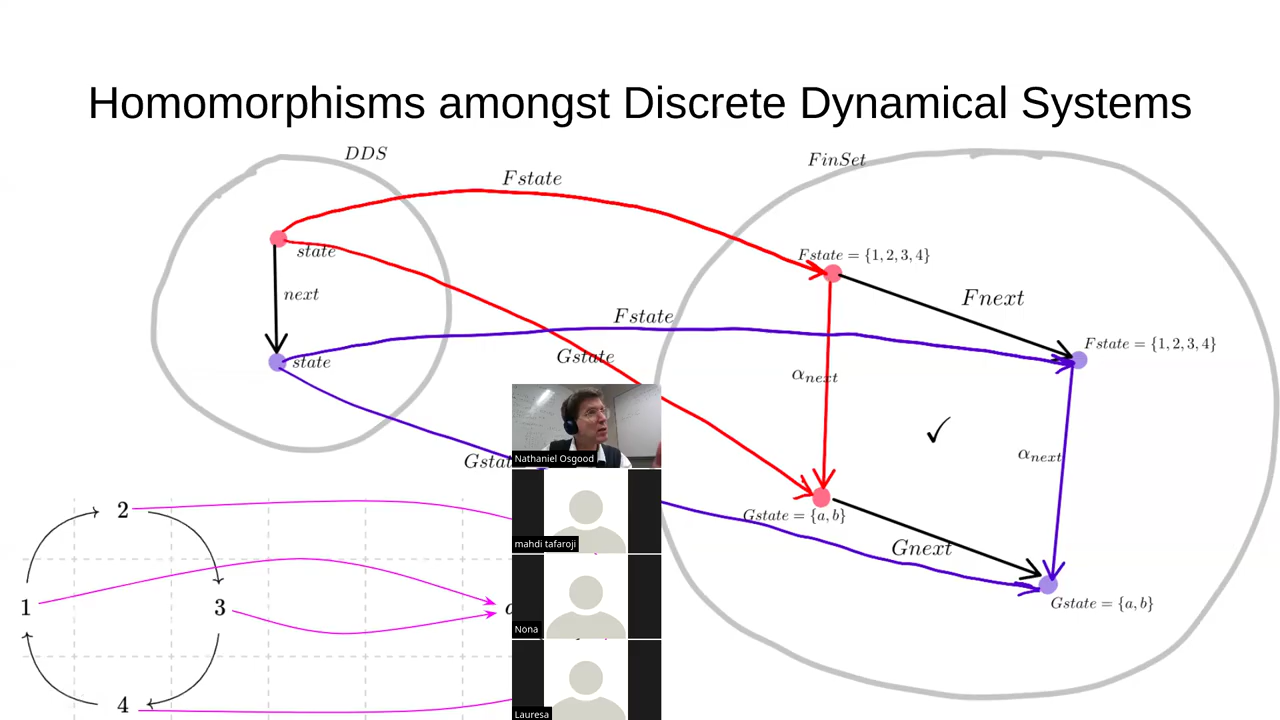 Homomorphisms amongst Discrete Dynamical Systems
DDS
FinSet
Fstate
Fstate = {1, 2, 3, 4}
state
next
Fnext
Fstate
Fstate = {1, 2, 3, 4}
Gstate
state
α_next
✓
Nathaniel Osgood
α_next
Gstate = {a, b}
Gnext
mahdi tafaroji
Gstate = {a, b}
2
1
3
4
Nona
Lauresa